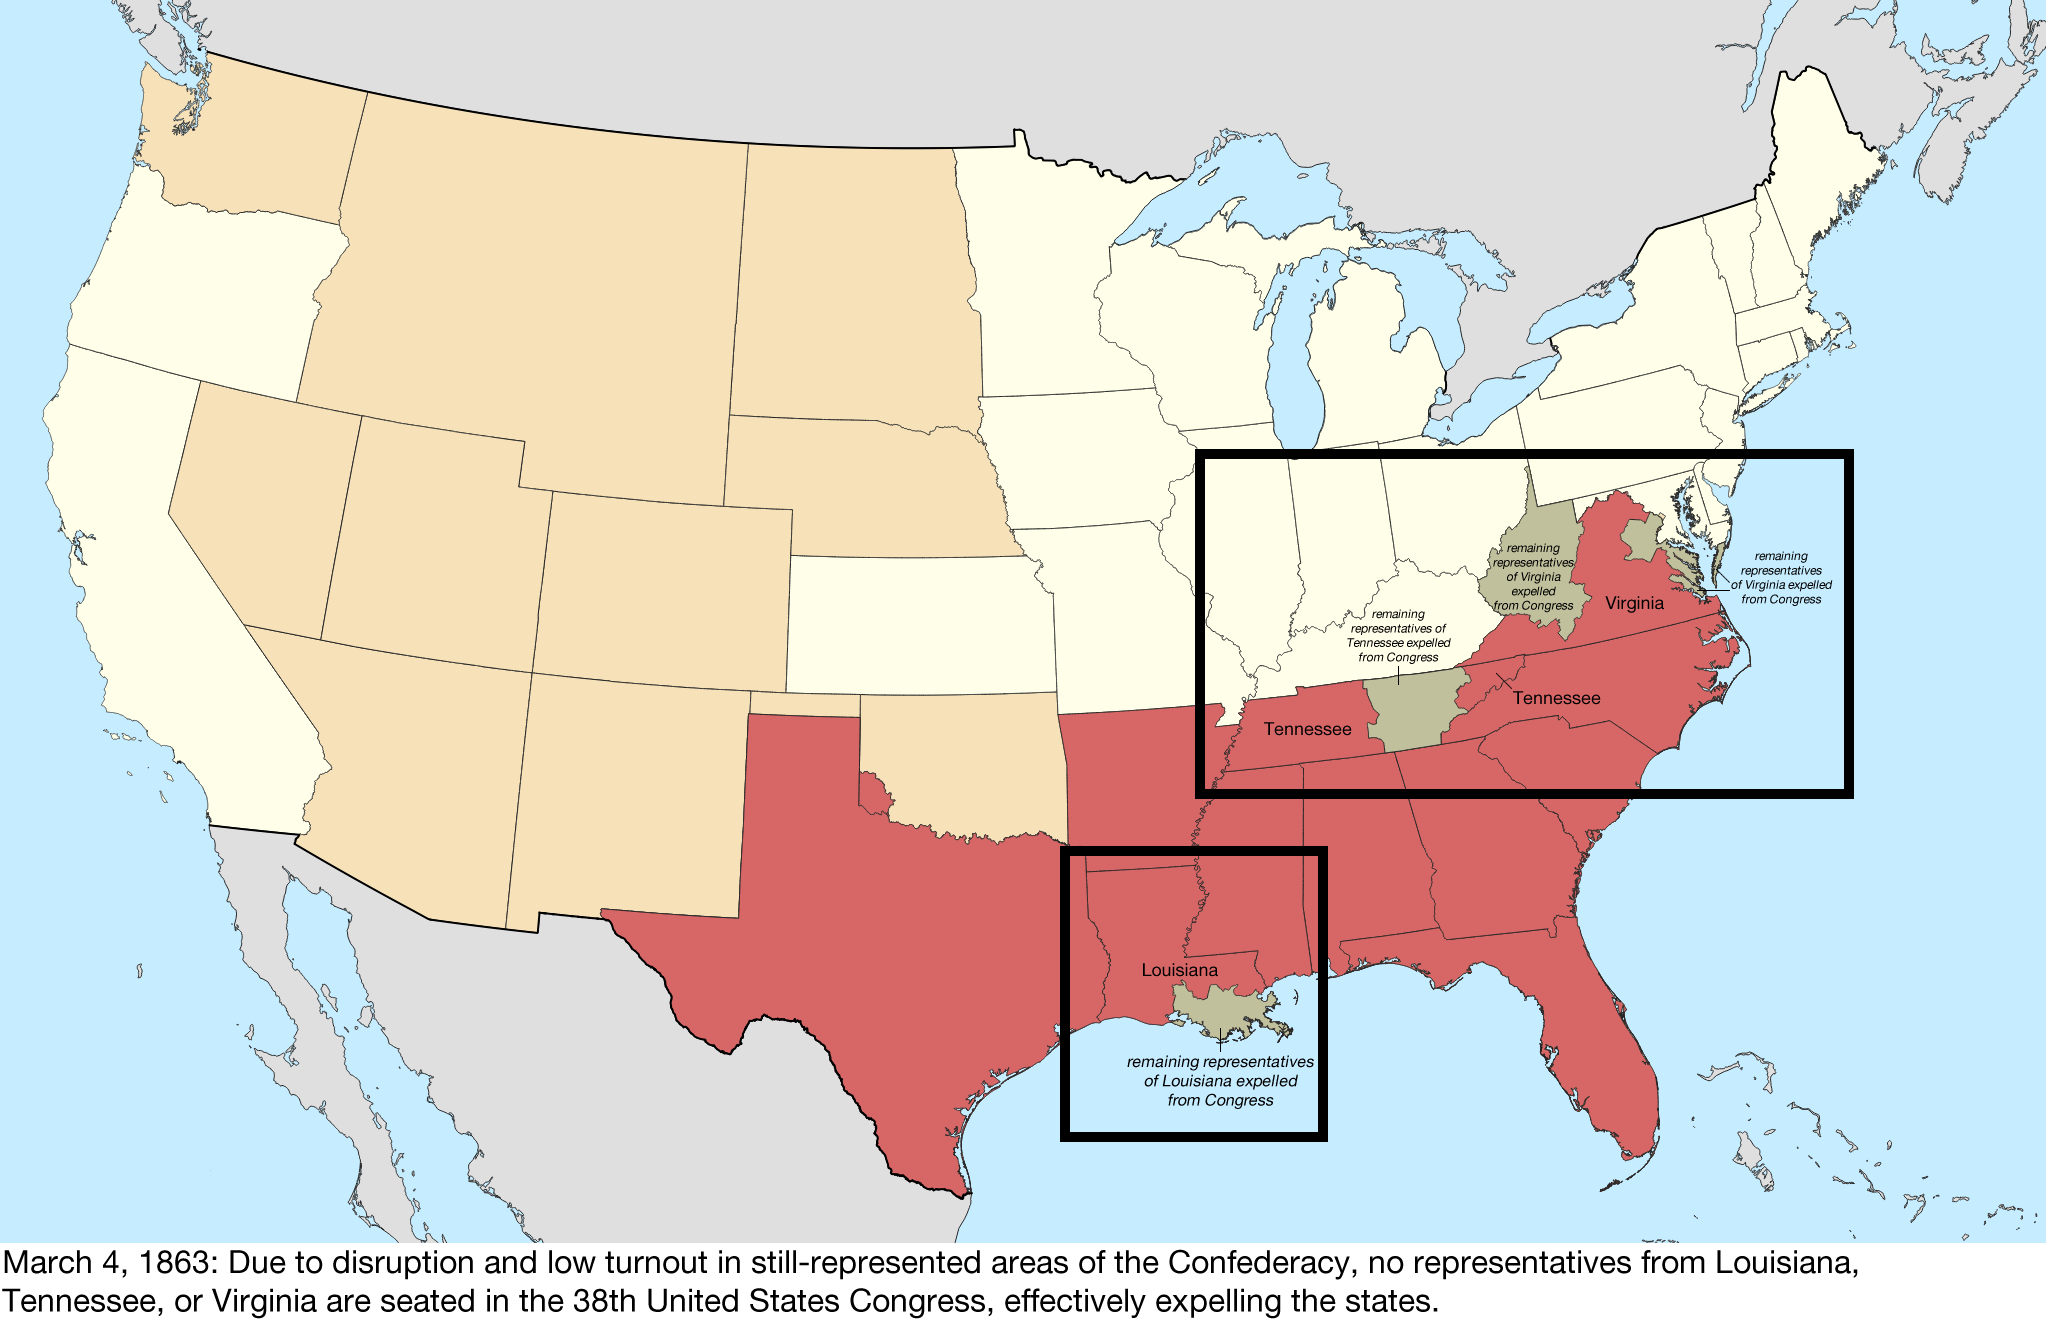 remaining
representatives
of Virginia
expelled
from Congress
remaining
representatives
of Virginia expelled
from Congress
Virginia
remaining
representatives of
Tennessee expelled
from Congress
Tennessee
Tennessee
Louisiana
remaining representatives
of Louisiana expelled
from Congress
March 4, 1863: Due to disruption and low turnout in still-represented areas of the Confederacy, no representatives from Louisiana,
Tennessee, or Virginia are seated in the 38th United States Congress, effectively expelling the states.